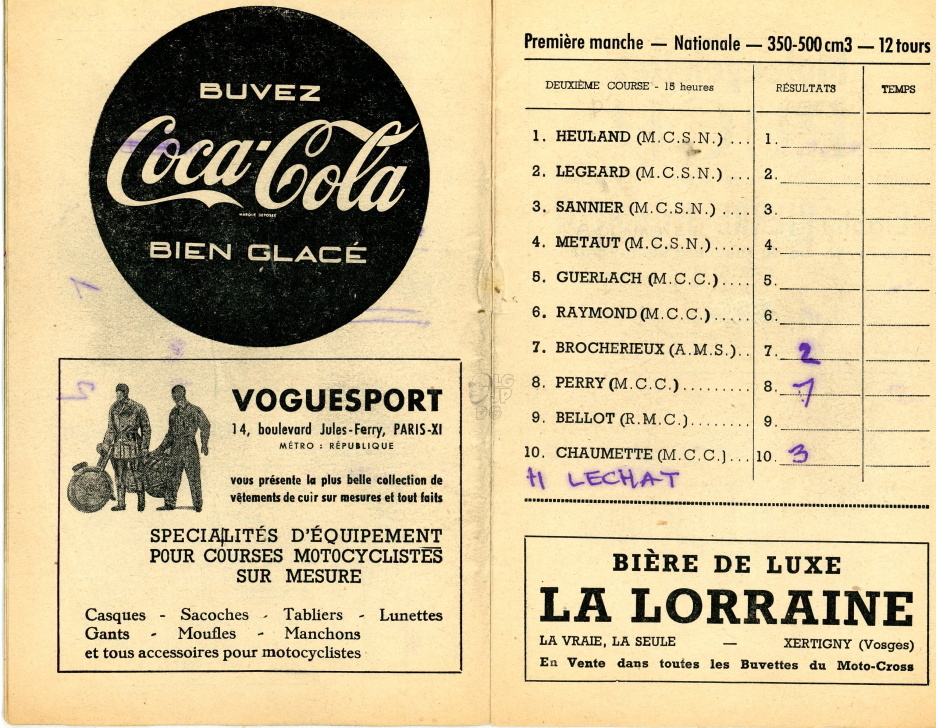 BUVEZ
Coca-Cola
MARQUE DÉPOSÉE
BIEN GLACÉ
VOGUESPORT
14, boulevard Jules-Ferry, PARIS-XI
MÉTRO : RÉPUBLIQUE
vous présente la plus belle collection de
vêtements de cuir sur mesures et tout faits
SPECIALITÉS D'ÉQUIPEMENT
POUR COURSES MOTOCYCLISTES
SUR MESURE
Casques - Sacoches - Tabliers - Lunettes
Gants - Moufles - Manchons
et tous accessoires pour motocyclistes
Première manche — Nationale — 350-500 cm3 — 12 tours
DEUXIÈME COURSE - 15 heures RÉSULTATS TEMPS
1. HEULAND (M.C.S.N.) ... 1.
2. LEGEARD (M.C.S.N.) ... 2.
3. SANNIER (M.C.S.N.) .... 3.
4. METAUT (M.C.S.N.) ..... 4.
5. GUERLACH (M.C.C.) .... 5.
6. RAYMOND (M.C.C.) ..... 6.
7. BROCHERIEUX (A.M.S.) .. 7. 2
8. PERRY (M.C.C.) ......... 8. 7
9. BELLOT (R.M.C.) ........ 9.
10. CHAUMETTE (M.C.C.) ... 10. 3
11 LECHAT
BIÈRE DE LUXE
LA LORRAINE
LA VRAIE, LA SEULE — XERTIGNY (Vosges)
En Vente dans toutes les Buvettes du Moto-Cross